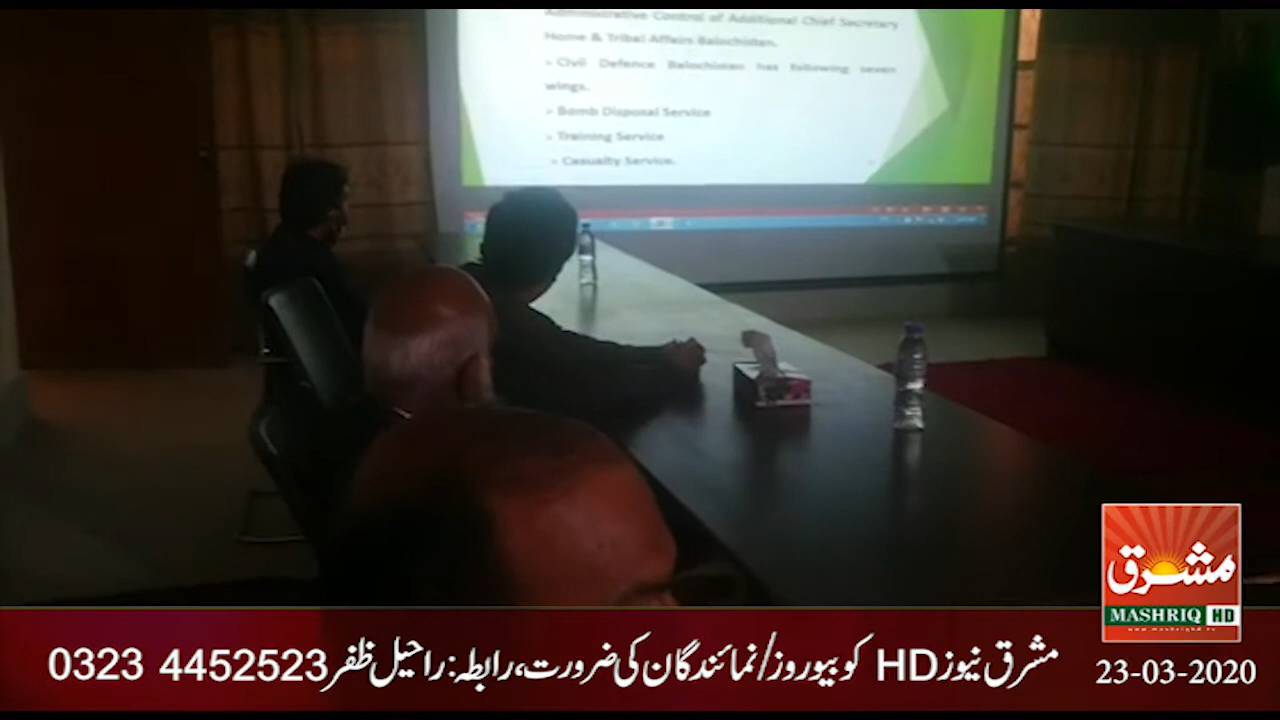 Administrative Control of Additional Chief Secretary
Home & Tribal Affairs Balochistan.
➢ Civil Defence Balochistan has following seven
wings.
➢ Bomb Disposal Service
➢ Training Service
➢ Casualty Service.
مشرق
MASHRIQ HD
مشرق نیوز HD کو بیوروز/نمائندگان کی ضرورت، رابطہ: راحیل ظفر 0323 4452523
23-03-2020